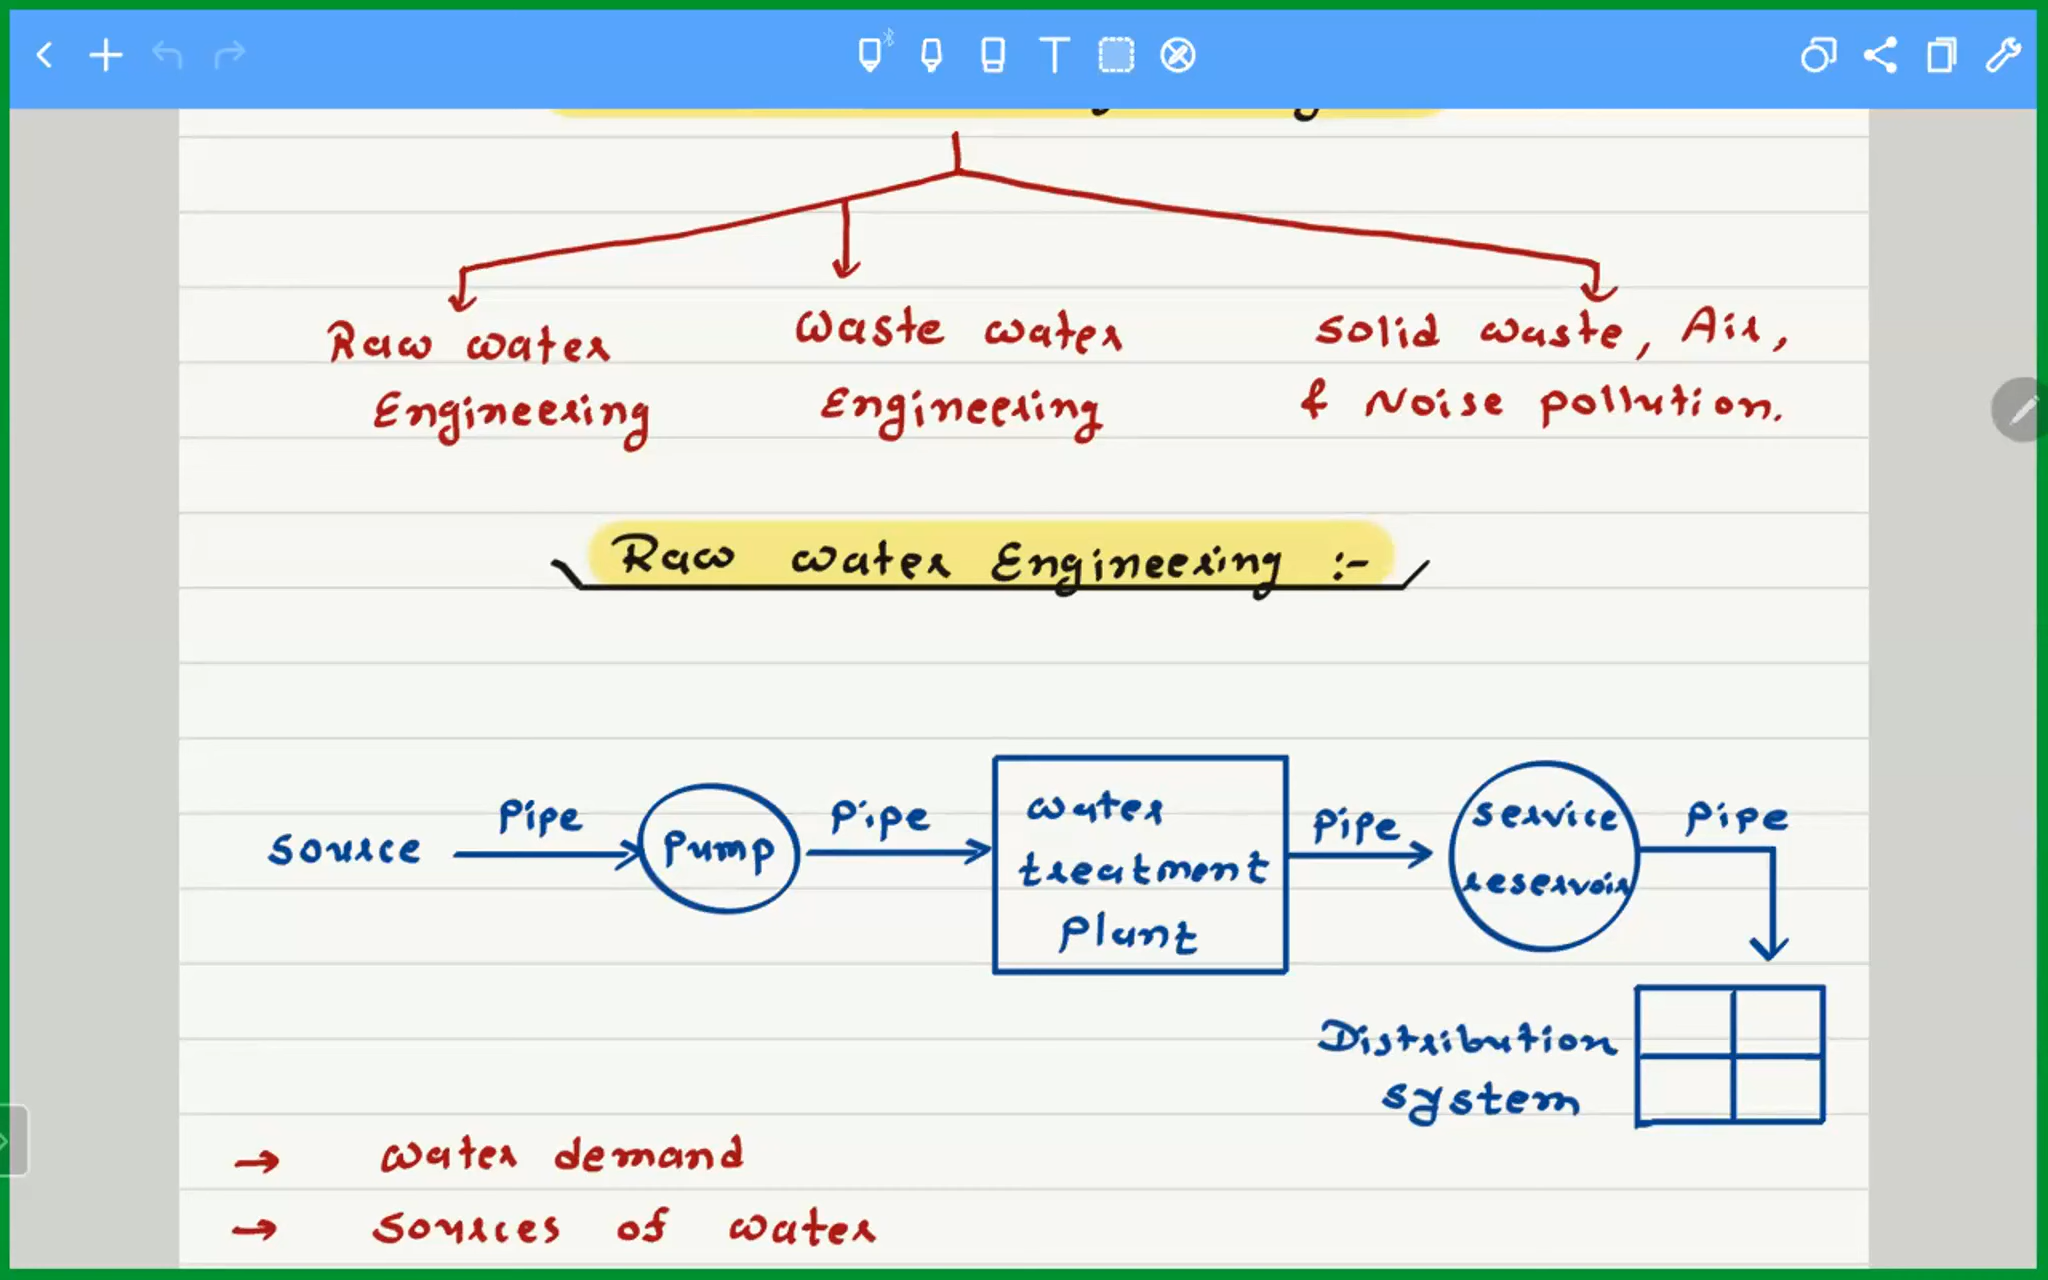 Raw water
Engineering
Waste water
Engineering
Solid waste, Air,
& Noise pollution.
Raw water Engineering :-
Source
Pipe
Pump
Pipe
water
treatment
plant
Pipe
service
reservoir
Pipe
Distribution
system
→ water demand
→ Sources of water